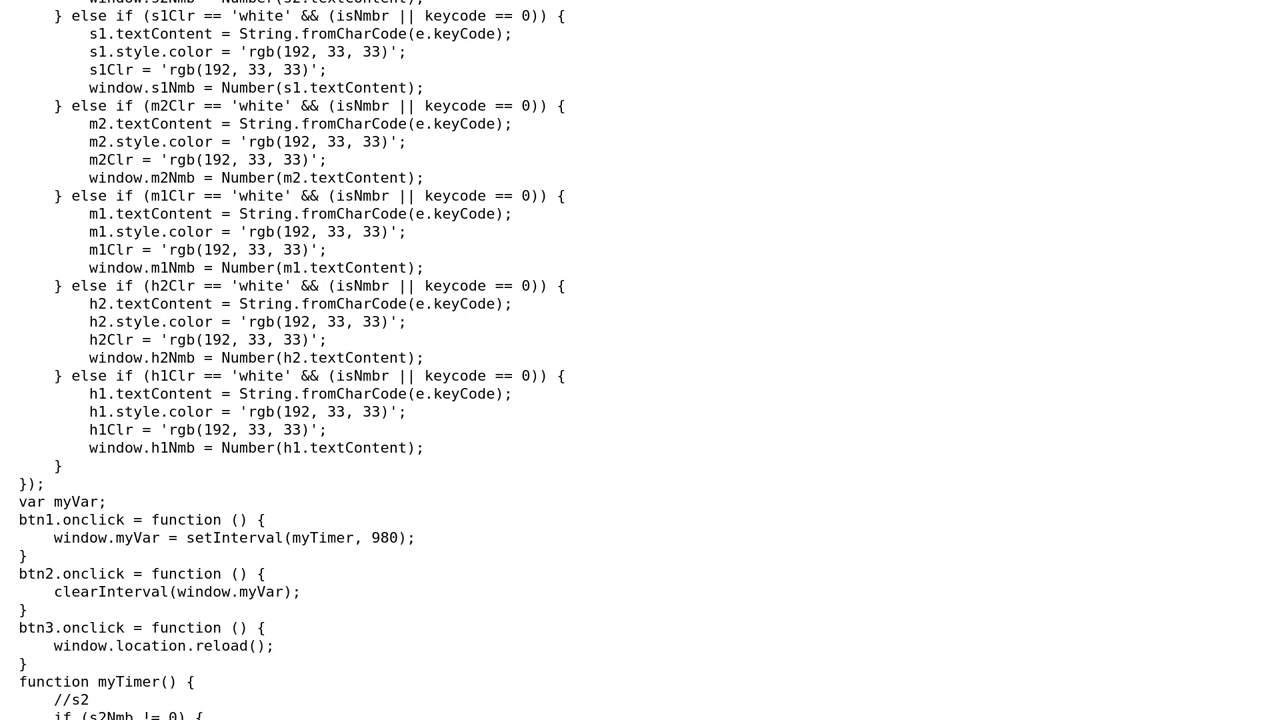 window.s2Nmb = Number(s2.textContent);
} else if (s1Clr == 'white' && (isNmbr || keycode == 0)) {
s1.textContent = String.fromCharCode(e.keyCode);
s1.style.color = 'rgb(192, 33, 33)';
s1Clr = 'rgb(192, 33, 33)';
window.s1Nmb = Number(s1.textContent);
} else if (m2Clr == 'white' && (isNmbr || keycode == 0)) {
m2.textContent = String.fromCharCode(e.keyCode);
m2.style.color = 'rgb(192, 33, 33)';
m2Clr = 'rgb(192, 33, 33)';
window.m2Nmb = Number(m2.textContent);
} else if (m1Clr == 'white' && (isNmbr || keycode == 0)) {
m1.textContent = String.fromCharCode(e.keyCode);
m1.style.color = 'rgb(192, 33, 33)';
m1Clr = 'rgb(192, 33, 33)';
window.m1Nmb = Number(m1.textContent);
} else if (h2Clr == 'white' && (isNmbr || keycode == 0)) {
h2.textContent = String.fromCharCode(e.keyCode);
h2.style.color = 'rgb(192, 33, 33)';
h2Clr = 'rgb(192, 33, 33)';
window.h2Nmb = Number(h2.textContent);
} else if (h1Clr == 'white' && (isNmbr || keycode == 0)) {
h1.textContent = String.fromCharCode(e.keyCode);
h1.style.color = 'rgb(192, 33, 33)';
h1Clr = 'rgb(192, 33, 33)';
window.h1Nmb = Number(h1.textContent);
}
});
var myVar;
btn1.onclick = function () {
window.myVar = setInterval(myTimer, 980);
}
btn2.onclick = function () {
clearInterval(window.myVar);
}
btn3.onclick = function () {
window.location.reload();
}
function myTimer() {
//s2
if (s2Nmb != 0) {